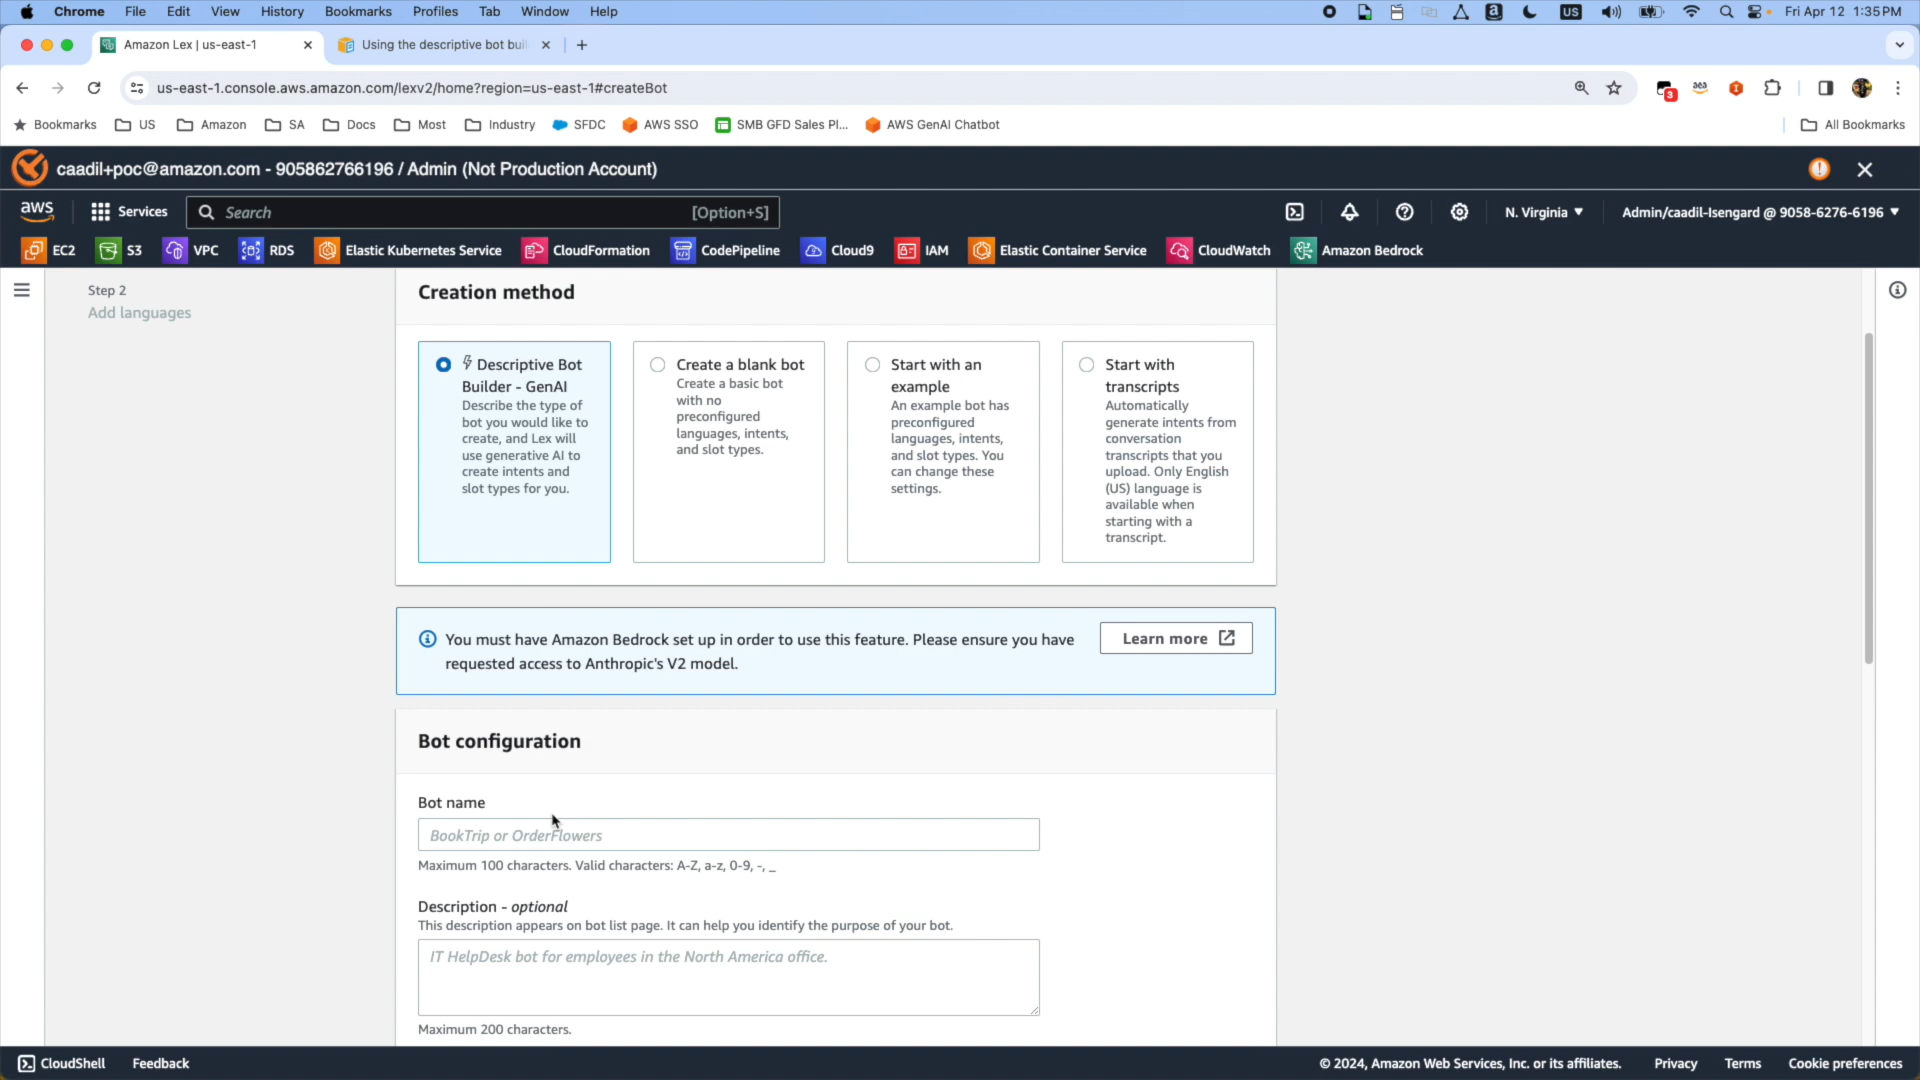 Chrome File Edit View History Bookmarks Profiles Tab Window Help US Fri Apr 12 1:35 PM
Amazon Lex | us-east-1 Using the descriptive bot bui
us-east-1.console.aws.amazon.com/lexv2/home?region=us-east-1#createBot 3
Bookmarks US Amazon SA Docs Most Industry SFDC AWS SSO SMB GFD Sales Pl... AWS GenAI Chatbot All Bookmarks
caadil+poc@amazon.com - 905862766196 / Admin (Not Production Account)
aws Services Search [Option+S] N. Virginia Admin/caadil-Isengard @ 9058-6276-6196
EC2 S3 VPC RDS Elastic Kubernetes Service CloudFormation CodePipeline Cloud9 IAM Elastic Container Service CloudWatch Amazon Bedrock
Step 2
Add languages
Creation method
Descriptive Bot
Builder - GenAI
Describe the type of
bot you would like to
create, and Lex will
use generative AI to
create intents and
slot types for you.
Create a blank bot
Create a basic bot
with no
preconfigured
languages, intents,
and slot types.
Start with an
example
An example bot has
preconfigured
languages, intents,
and slot types. You
can change these
settings.
Start with
transcripts
Automatically
generate intents from
conversation
transcripts that you
upload. Only English
(US) language is
available when
starting with a
transcript.
You must have Amazon Bedrock set up in order to use this feature. Please ensure you have
requested access to Anthropic's V2 model.
Learn more
Bot configuration
Bot name
BookTrip or OrderFlowers
Maximum 100 characters. Valid characters: A-Z, a-z, 0-9, -, _
Description - optional
This description appears on bot list page. It can help you identify the purpose of your bot.
IT HelpDesk bot for employees in the North America office.
Maximum 200 characters.
CloudShell Feedback © 2024, Amazon Web Services, Inc. or its affiliates. Privacy Terms Cookie preferences